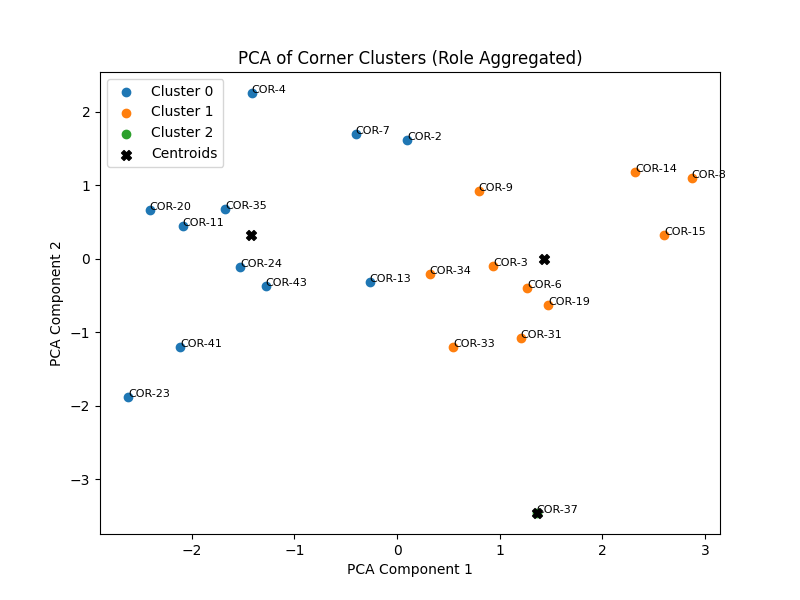 PCA of Corner Clusters (Role Aggregated)
Cluster 0
Cluster 1
Cluster 2
Centroids
COR-4
COR-7
COR-2
COR-14
COR-8
COR-9
COR-20
COR-35
COR-11
COR-15
COR-24
COR-3
COR-34
COR-13
COR-43
COR-6
COR-19
COR-31
COR-41
COR-33
COR-23
COR-37
2
1
0
−1
−2
−3
PCA Component 2
−2
−1
0
1
2
3
PCA Component 1